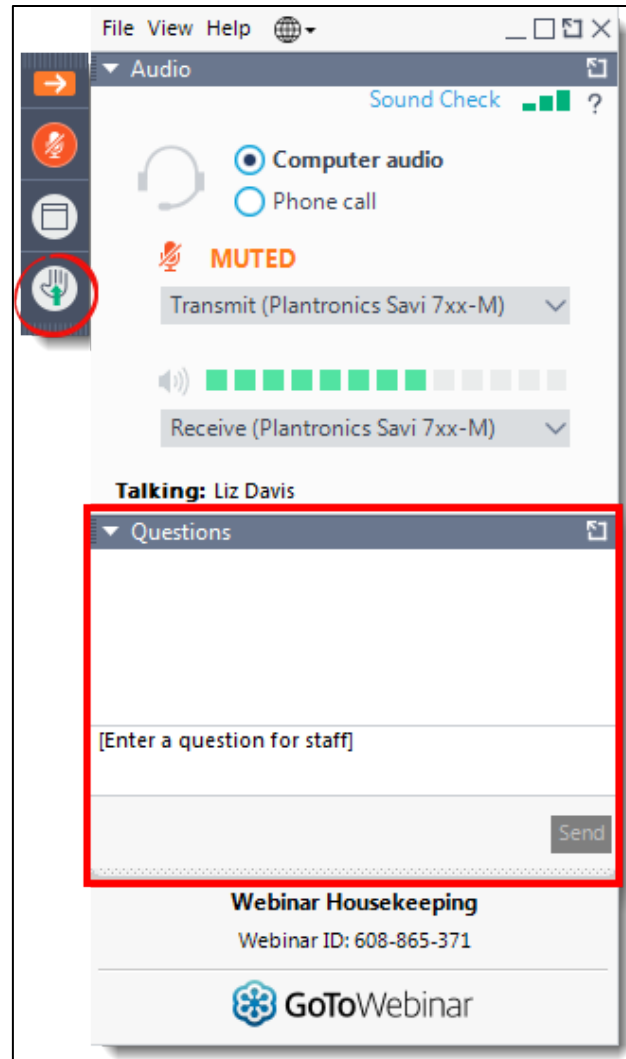 File View Help
Audio
Sound Check ?
Computer audio
Phone call
MUTED
Transmit (Plantronics Savi 7xx-M)
Receive (Plantronics Savi 7xx-M)
Talking: Liz Davis
Questions
[Enter a question for staff]
Send
Webinar Housekeeping
Webinar ID: 608-865-371
GoToWebinar